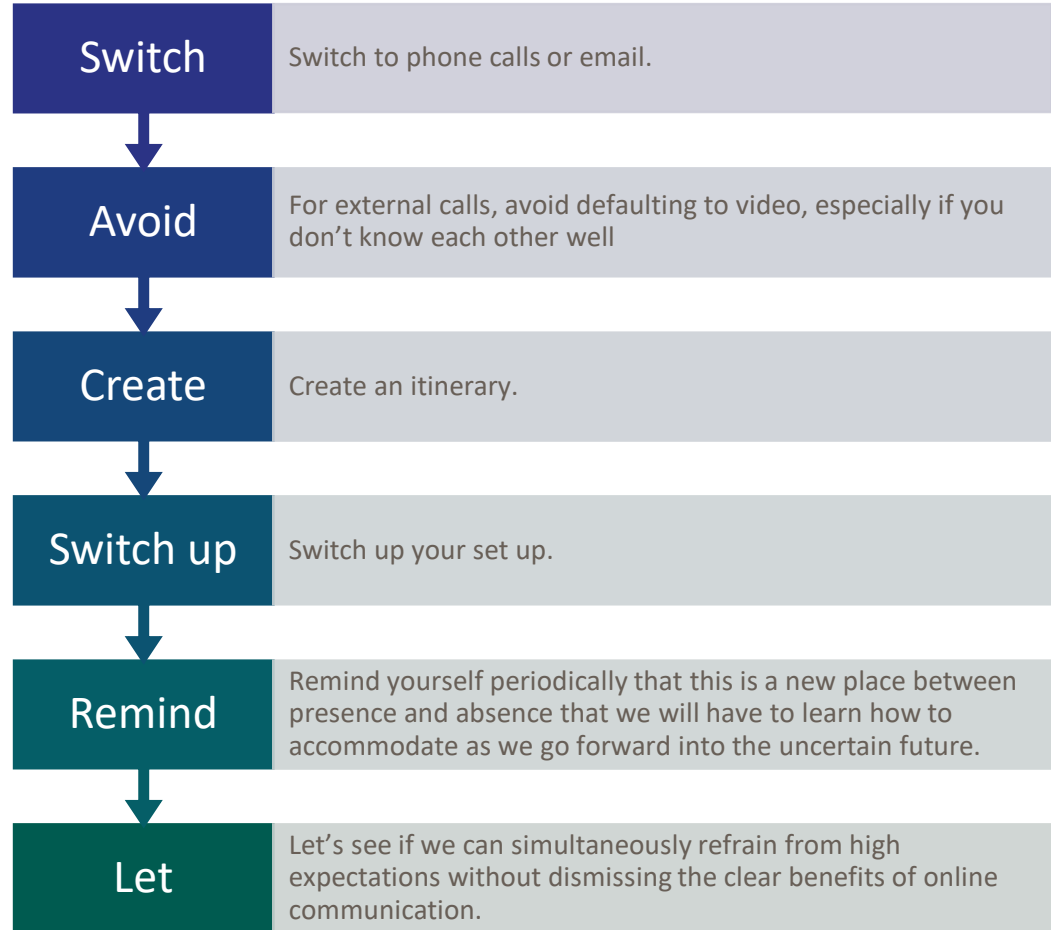 Switch
Switch to phone calls or email.
Avoid
For external calls, avoid defaulting to video, especially if you
don’t know each other well
Create
Create an itinerary.
Switch up
Switch up your set up.
Remind
Remind yourself periodically that this is a new place between
presence and absence that we will have to learn how to
accommodate as we go forward into the uncertain future.
Let
Let’s see if we can simultaneously refrain from high
expectations without dismissing the clear benefits of online
communication.